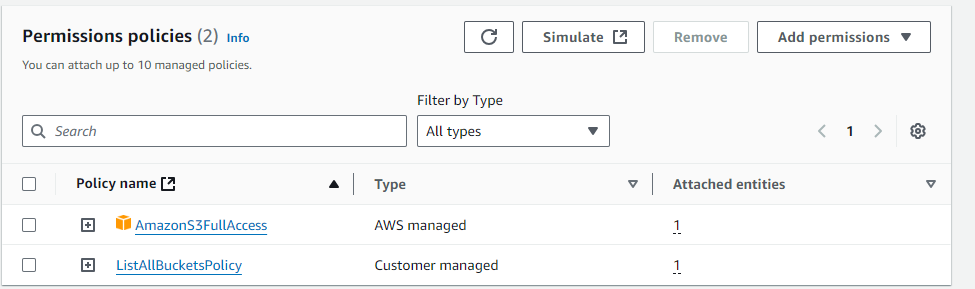 Permissions policies (2) Info
Simulate Remove Add permissions
You can attach up to 10 managed policies.
Filter by Type
Search All types 1
Policy name Type Attached entities
AmazonS3FullAccess AWS managed 1
ListAllBucketsPolicy Customer managed 1